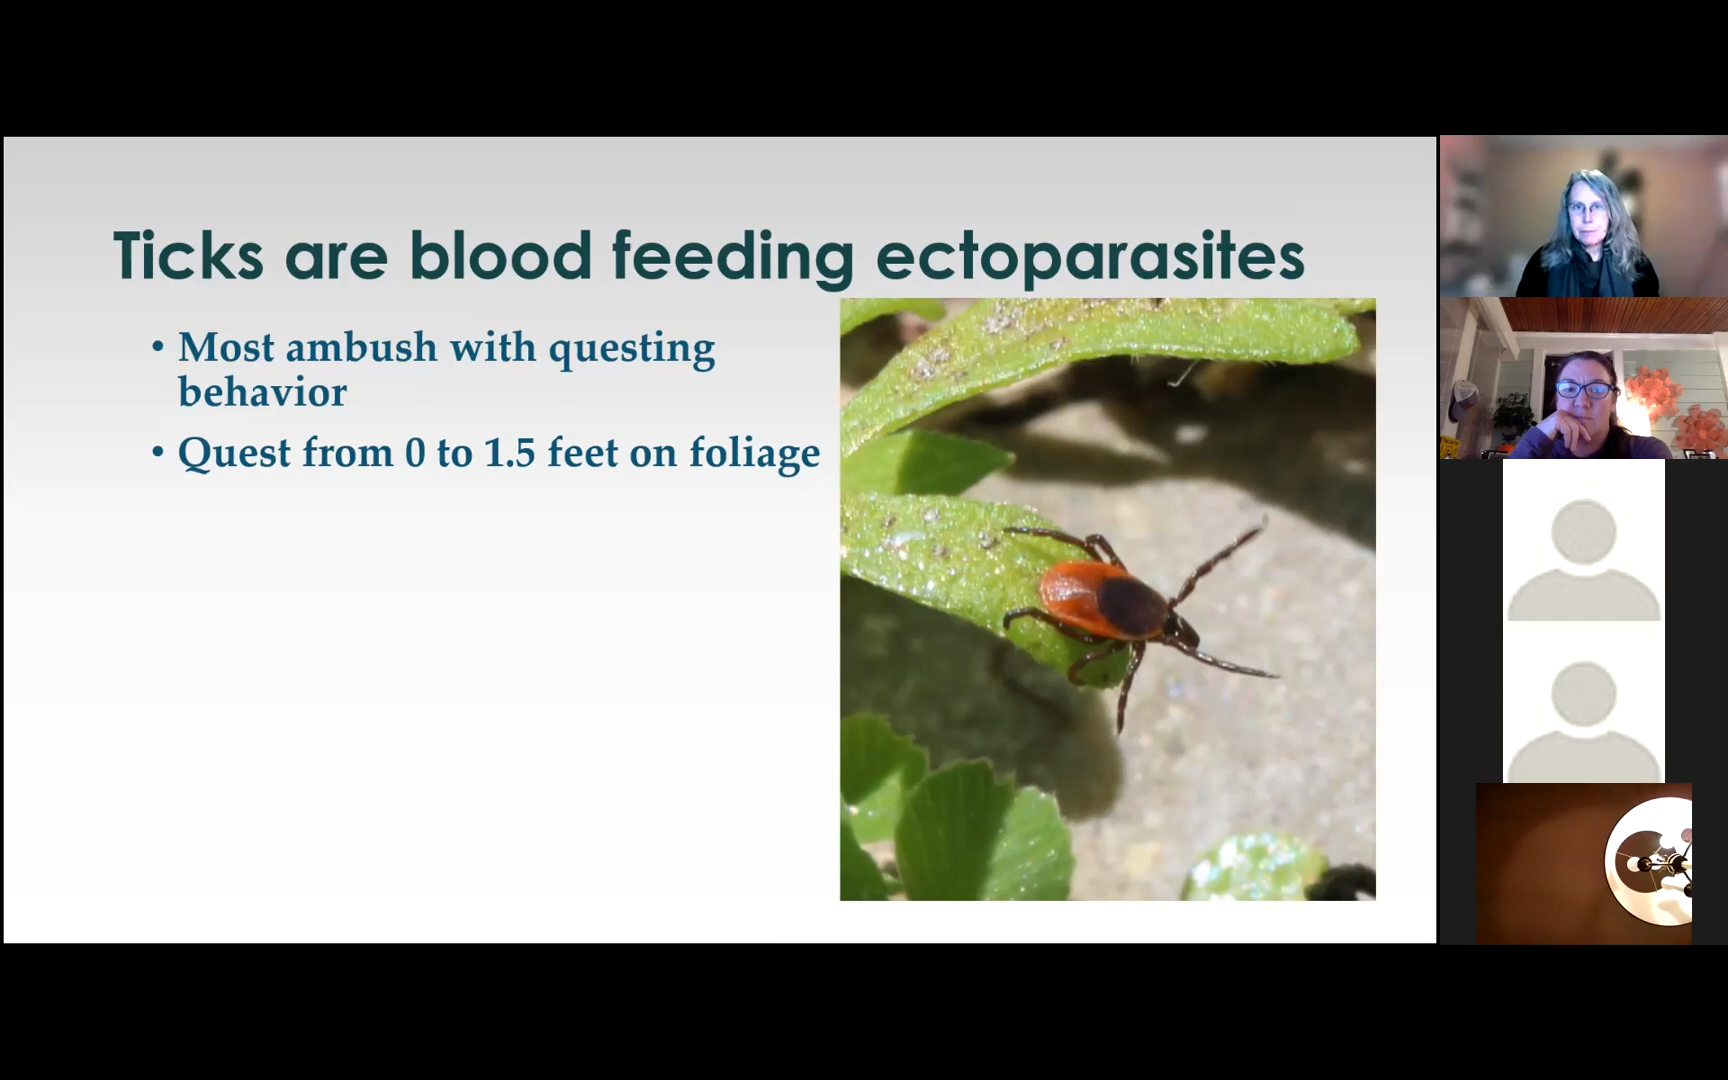 Ticks are blood feeding ectoparasites
• Most ambush with questing
behavior
• Quest from 0 to 1.5 feet on foliage